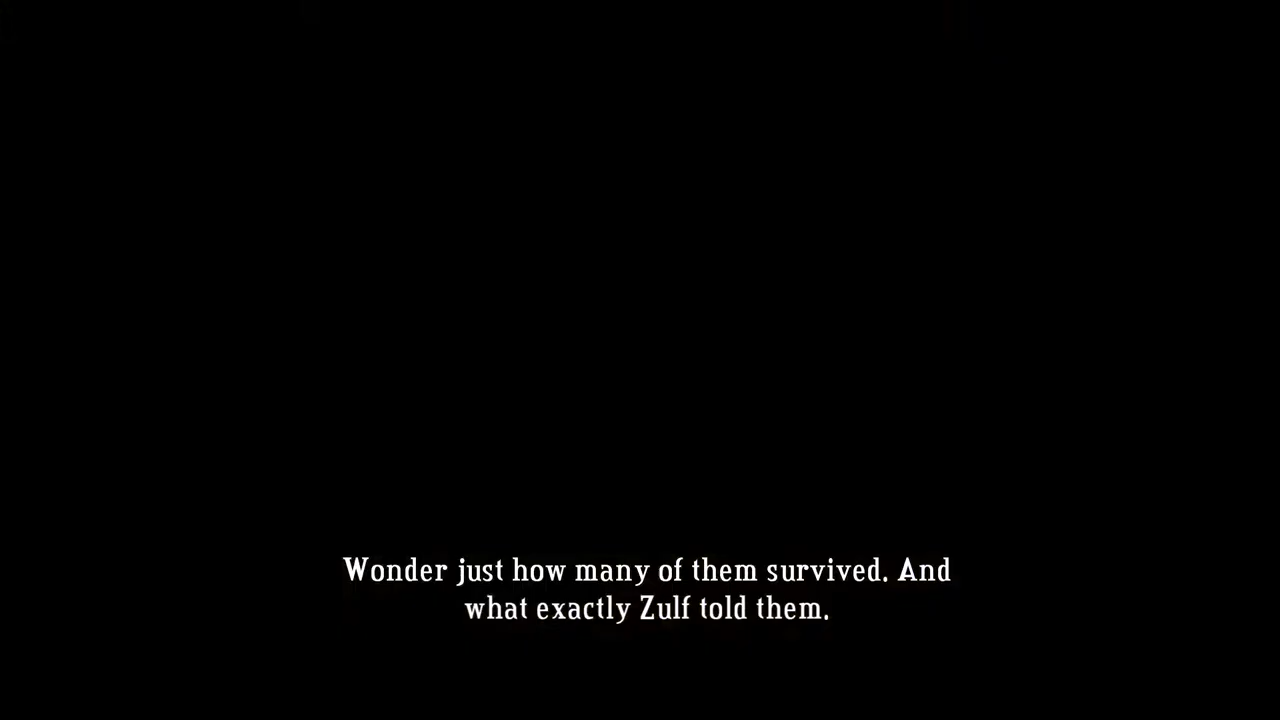 Wonder just how many of them survived. And
what exactly Zulf told them.